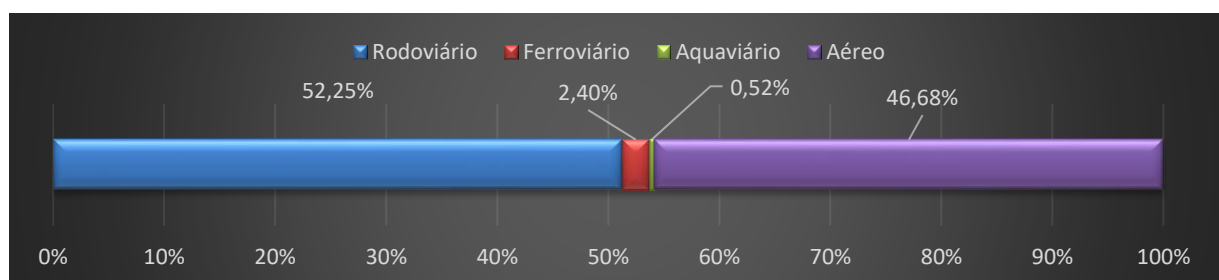 Rodoviário Ferroviário Aquaviário Aéreo
52,25% 2,40% 0,52% 46,68%
0% 10% 20% 30% 40% 50% 60% 70% 80% 90% 100%